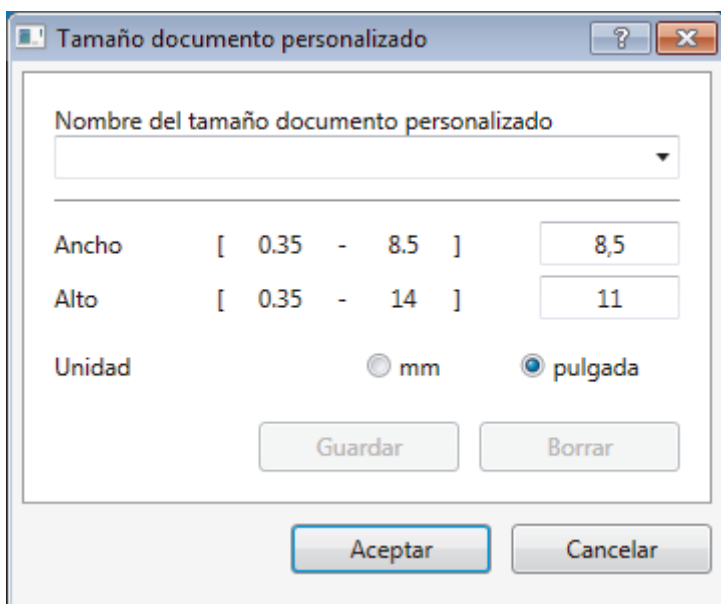 Tamaño documento personalizado
Nombre del tamaño documento personalizado
Ancho [ 0.35 - 8.5 ] 8,5
Alto [ 0.35 - 14 ] 11
Unidad mm pulgada
Guardar Borrar
Aceptar Cancelar